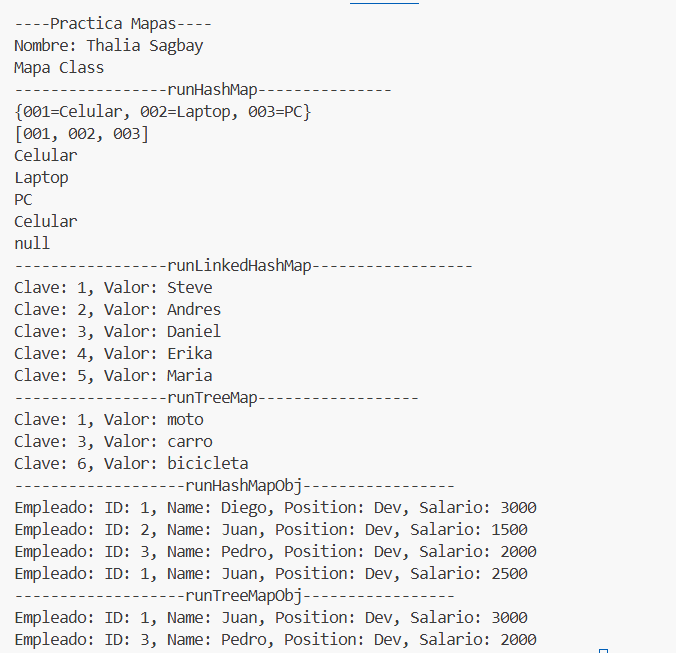 ----Practica Mapas----
Nombre: Thalia Sagbay
Mapa Class
-----------------runHashMap---------------
{001=Celular, 002=Laptop, 003=PC}
[001, 002, 003]
Celular
Laptop
PC
Celular
null
-----------------runLinkedHashMap------------------
Clave: 1, Valor: Steve
Clave: 2, Valor: Andres
Clave: 3, Valor: Daniel
Clave: 4, Valor: Erika
Clave: 5, Valor: Maria
-----------------runTreeMap------------------
Clave: 1, Valor: moto
Clave: 3, Valor: carro
Clave: 6, Valor: bicicleta
-------------------runHashMapObj-----------------
Empleado: ID: 1, Name: Diego, Position: Dev, Salario: 3000
Empleado: ID: 2, Name: Juan, Position: Dev, Salario: 1500
Empleado: ID: 3, Name: Pedro, Position: Dev, Salario: 2000
Empleado: ID: 1, Name: Juan, Position: Dev, Salario: 2500
-------------------runTreeMapObj-----------------
Empleado: ID: 1, Name: Juan, Position: Dev, Salario: 3000
Empleado: ID: 3, Name: Pedro, Position: Dev, Salario: 2000